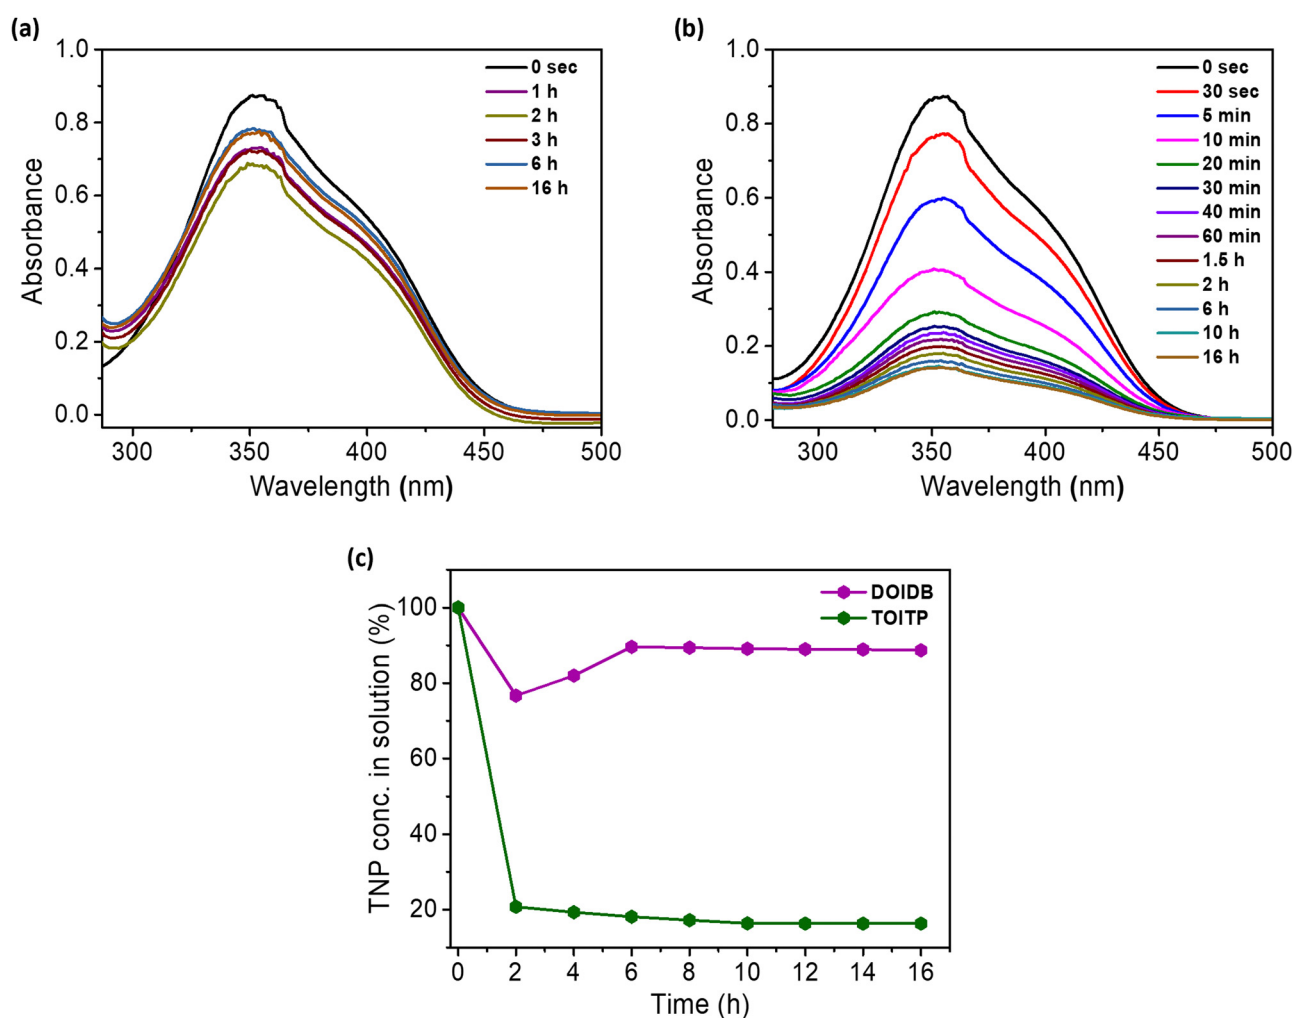 (a)
1.0
0.8
0.6
0.4
0.2
0.0
Absorbance
300 350 400 450 500
Wavelength (nm)
0 sec
1 h
2 h
3 h
6 h
16 h
(b)
1.0
0.8
0.6
0.4
0.2
0.0
Absorbance
300 350 400 450 500
Wavelength (nm)
0 sec
30 sec
5 min
10 min
20 min
30 min
40 min
60 min
1.5 h
2 h
6 h
10 h
16 h
(c)
100
80
60
40
20
TNP conc. in solution (%)
0 2 4 6 8 10 12 14 16
Time (h)
DOIDB
TOITP